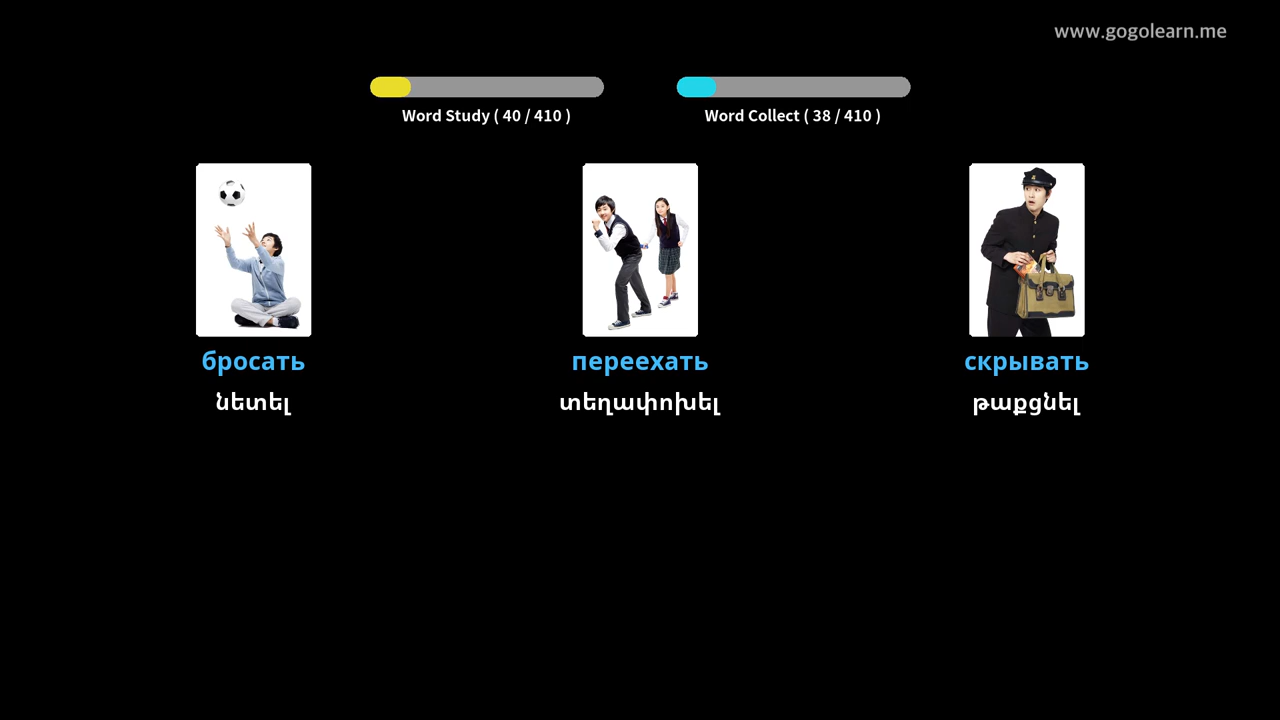 www.gogolearn.me
Word Study ( 40 / 410 )
Word Collect ( 38 / 410 )
бросать
переехать
скрывать
նետել
տեղափոխել
թաքցնել